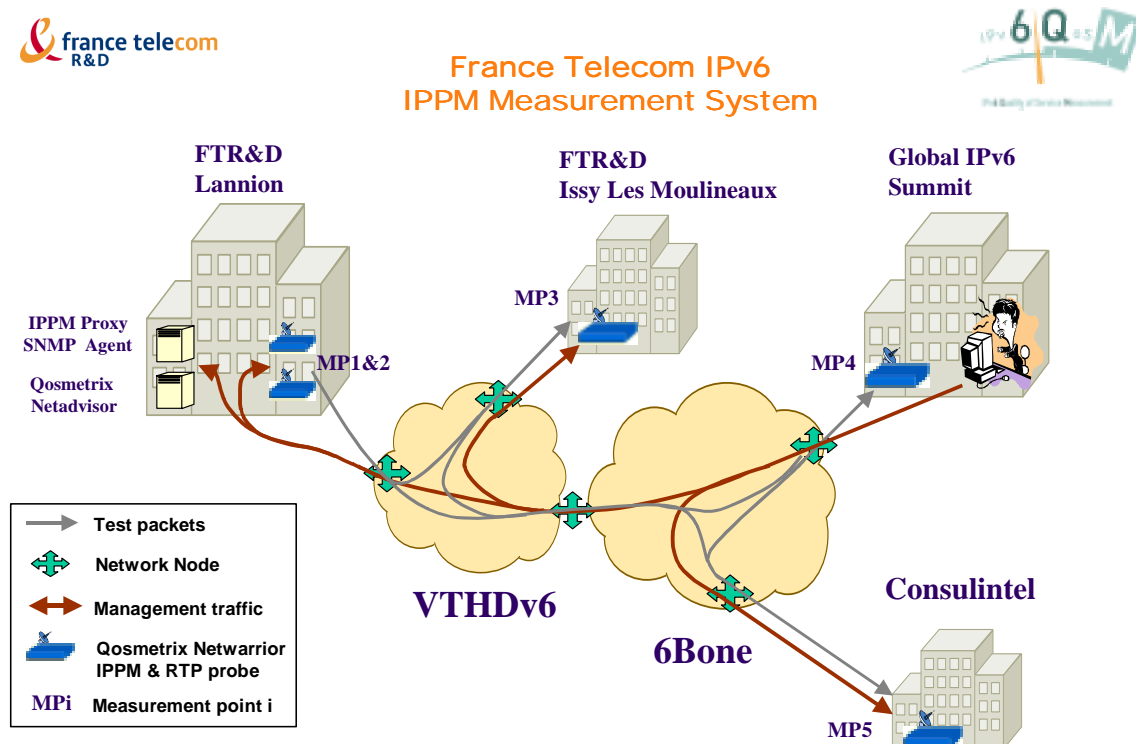 france telecom
R&D
6QM
France Telecom IPv6
IPPM Measurement System
FTR&D
Lannion
FTR&D
Issy Les Moulineaux
Global IPv6
Summit
IPPM Proxy
SNMP Agent
Qosmetrix
Netadvisor
MP1&2
MP3
MP4
Test packets
Network Node
Management traffic
Qosmetrix Netwarrior
IPPM & RTP probe
MPi Measurement point i
VTHDv6
6Bone
Consulintel
MP5